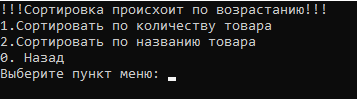 !!!Сортировка происхоит по возрастанию!!!
1.Сортировать по количеству товара
2.Сортировать по названию товара
0. Назад
Выберите пункт меню: